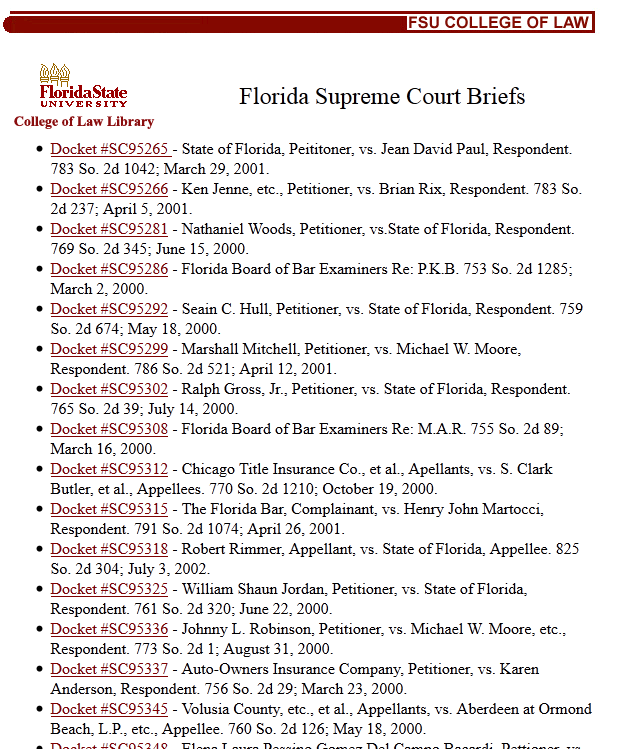 FSU COLLEGE OF LAW
FloridaState
UNIVERSITY
College of Law Library
Florida Supreme Court Briefs
Docket #SC95265 - State of Florida, Peititoner, vs. Jean David Paul, Respondent.
783 So. 2d 1042; March 29, 2001.
Docket #SC95266 - Ken Jenne, etc., Petitioner, vs. Brian Rix, Respondent. 783 So.
2d 237; April 5, 2001.
Docket #SC95281 - Nathaniel Woods, Petitioner, vs.State of Florida, Respondent.
769 So. 2d 345; June 15, 2000.
Docket #SC95286 - Florida Board of Bar Examiners Re: P.K.B. 753 So. 2d 1285;
March 2, 2000.
Docket #SC95292 - Seain C. Hull, Petitioner, vs. State of Florida, Respondent. 759
So. 2d 674; May 18, 2000.
Docket #SC95299 - Marshall Mitchell, Petitioner, vs. Michael W. Moore,
Respondent. 786 So. 2d 521; April 12, 2001.
Docket #SC95302 - Ralph Gross, Jr., Petitioner, vs. State of Florida, Respondent.
765 So. 2d 39; July 14, 2000.
Docket #SC95308 - Florida Board of Bar Examiners Re: M.A.R. 755 So. 2d 89;
March 16, 2000.
Docket #SC95312 - Chicago Title Insurance Co., et al., Apellants, vs. S. Clark
Butler, et al., Appellees. 770 So. 2d 1210; October 19, 2000.
Docket #SC95315 - The Florida Bar, Complainant, vs. Henry John Martocci,
Respondent. 791 So. 2d 1074; April 26, 2001.
Docket #SC95318 - Robert Rimmer, Appellant, vs. State of Florida, Appellee. 825
So. 2d 304; July 3, 2002.
Docket #SC95325 - William Shaun Jordan, Petitioner, vs. State of Florida,
Respondent. 761 So. 2d 320; June 22, 2000.
Docket #SC95336 - Johnny L. Robinson, Petitioner, vs. Michael W. Moore, etc.,
Respondent. 773 So. 2d 1; August 31, 2000.
Docket #SC95337 - Auto-Owners Insurance Company, Petitioner, vs. Karen
Anderson, Respondent. 756 So. 2d 29; March 23, 2000.
Docket #SC95345 - Volusia County, etc., et al., Appellants, vs. Aberdeen at Ormond
Beach, L.P., etc., Appellee. 760 So. 2d 126; May 18, 2000.
Docket #SC95348 - Elena Laura